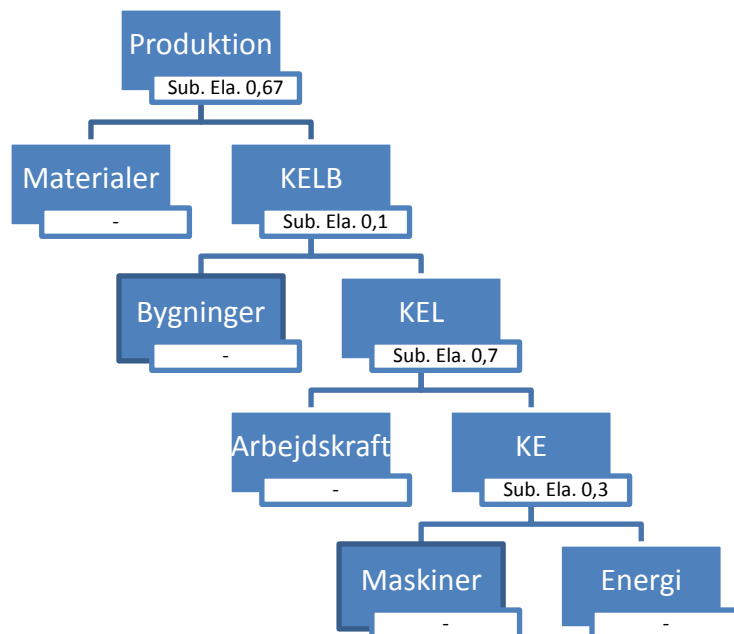 Produktion
Sub. Ela. 0,67
Materialer
-
KELB
Sub. Ela. 0,1
Bygninger
-
KEL
Sub. Ela. 0,7
Arbejdskraft
-
KE
Sub. Ela. 0,3
Maskiner
-
Energi
-